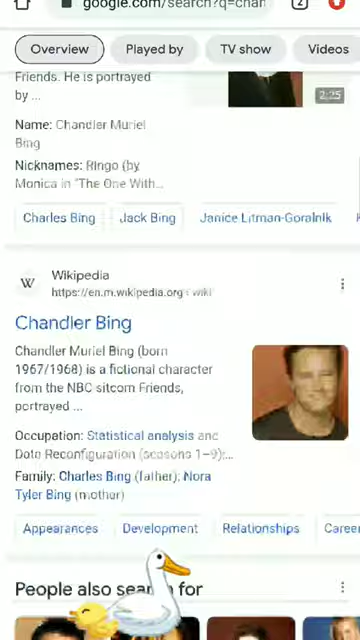 google.com/search?q=chan
2
Overview
Played by
TV show
Videos
Friends. He is portrayed
by ...
2:25
Name: Chandler Muriel
Bing
Nicknames: Ringo (by
Monica in "The One With...
Charles Bing
Jack Bing
Janice Litman-Goralnik
W
Wikipedia
https://en.m.wikipedia.org › wiki
Chandler Bing
Chandler Muriel Bing (born
1967/1968) is a fictional character
from the NBC sitcom Friends,
portrayed ...
Occupation: Statistical analysis and
Data Reconfiguration (seasons 1–9);...
Family: Charles Bing (father); Nora
Tyler Bing (mother)
Appearances
Development
Relationships
Career
People also search for